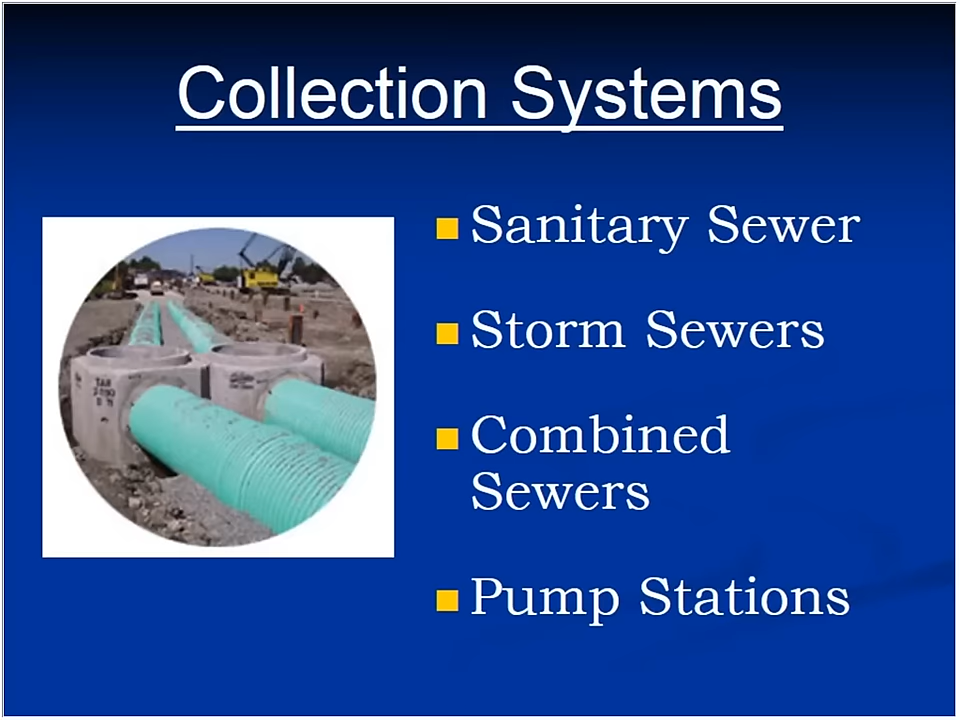 Collection Systems
Sanitary Sewer
Storm Sewers
Combined
Sewers
Pump Stations